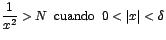 1/x² > N cuando 0 < |x| < δ